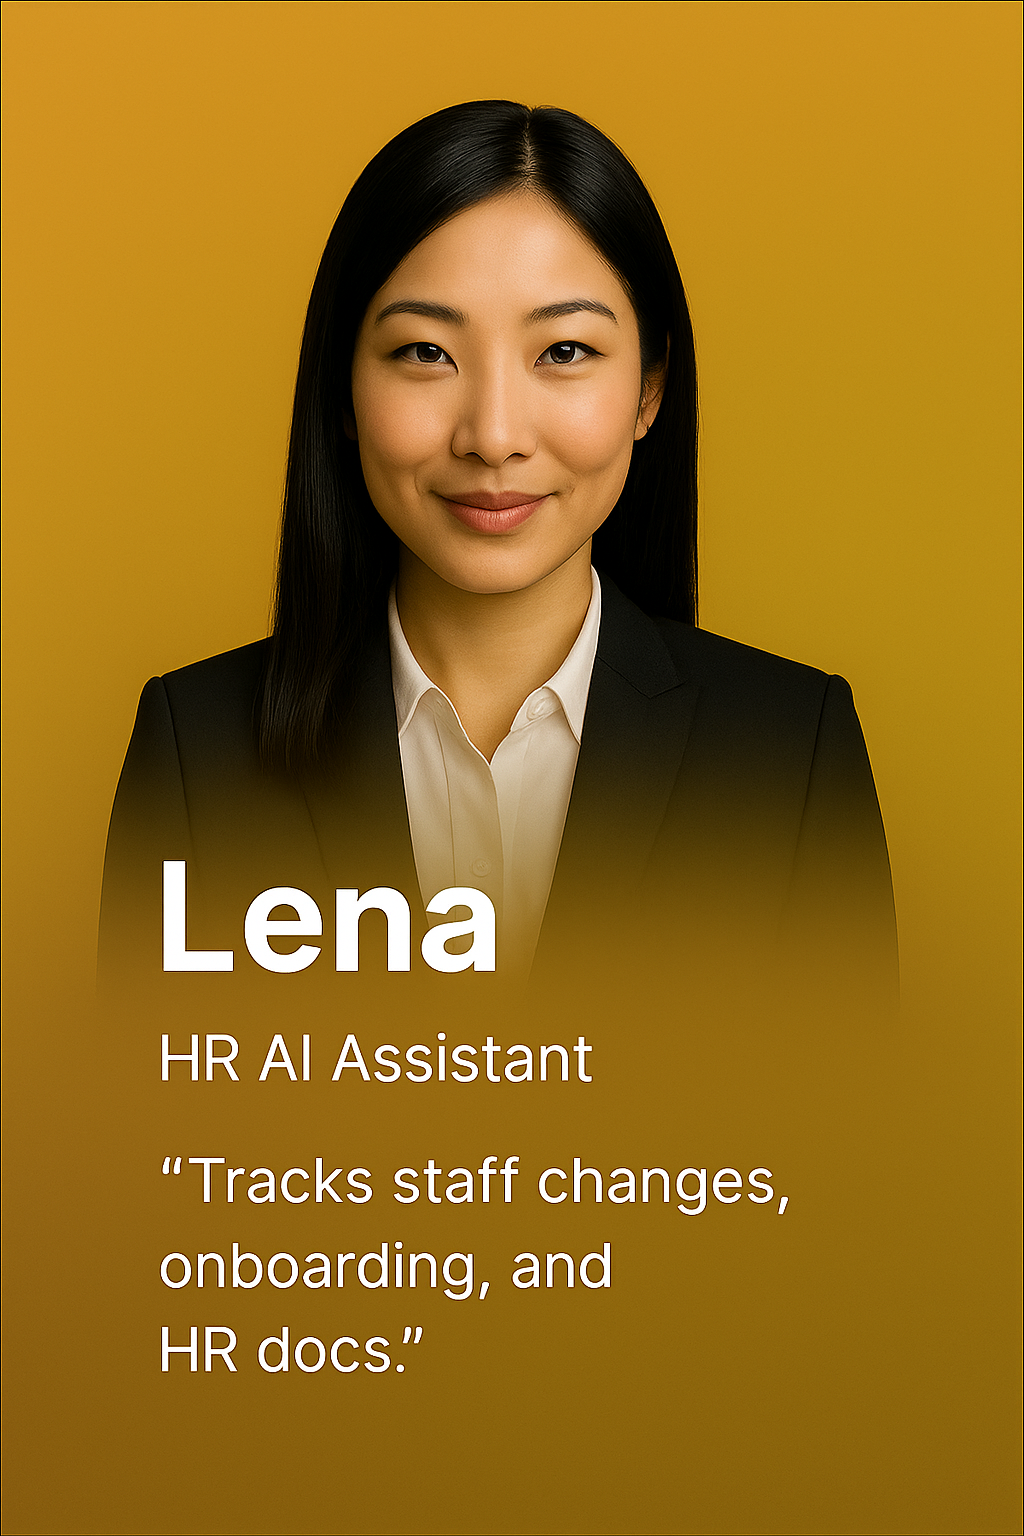 Lena
HR AI Assistant
“Tracks staff changes,
onboarding, and
HR docs.”